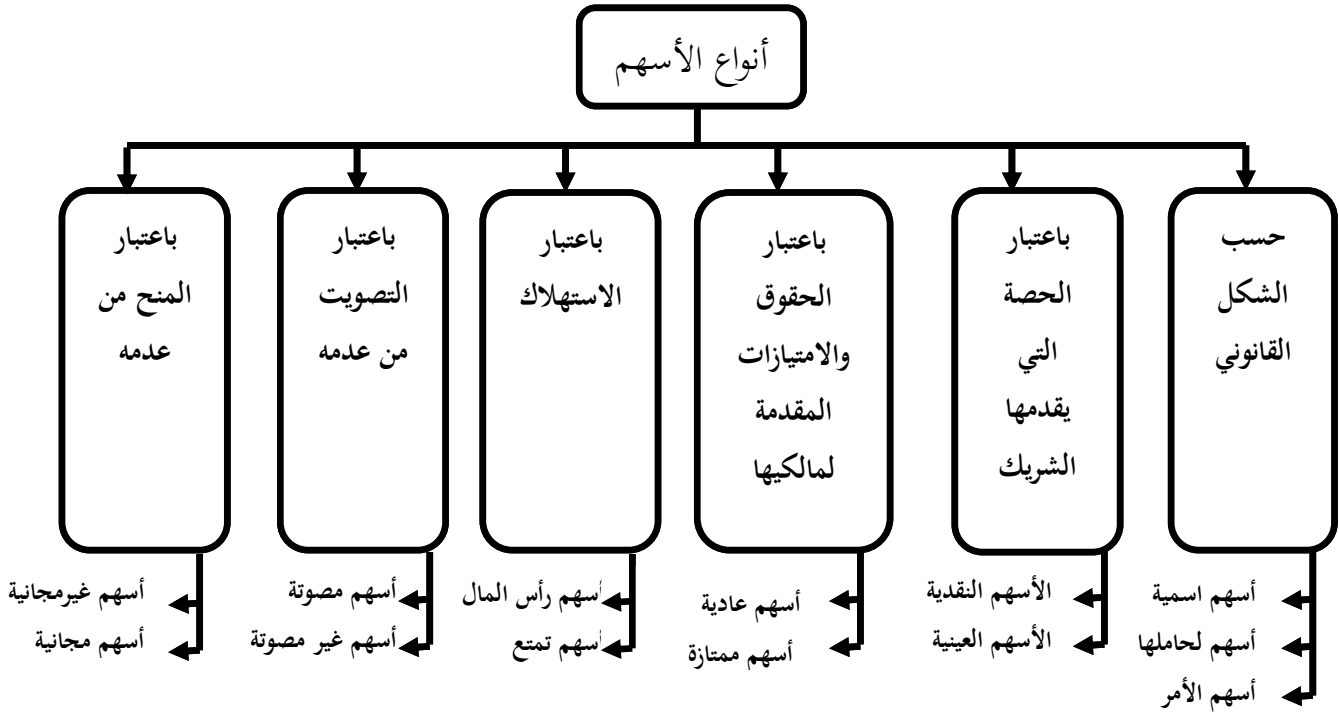 أنواع الأسهم
حسب
الشكل
القانوني
أسهم اسمية
أسهم لحاملها
أسهم الأمر
باعتبار
الحصة
التي
يقدمها
الشريك
الأسهم النقدية
الأسهم العينية
باعتبار
الحقوق
والامتيازات
المقدمة
لمالكيها
أسهم عادية
أسهم ممتازة
باعتبار
الاستهلاك
أسهم رأس المال
أسهم تمتع
باعتبار
التصويت
من عدمه
أسهم مصوتة
أسهم غير مصوتة
باعتبار
المنح من
عدمه
أسهم غيرمجانية
أسهم مجانية